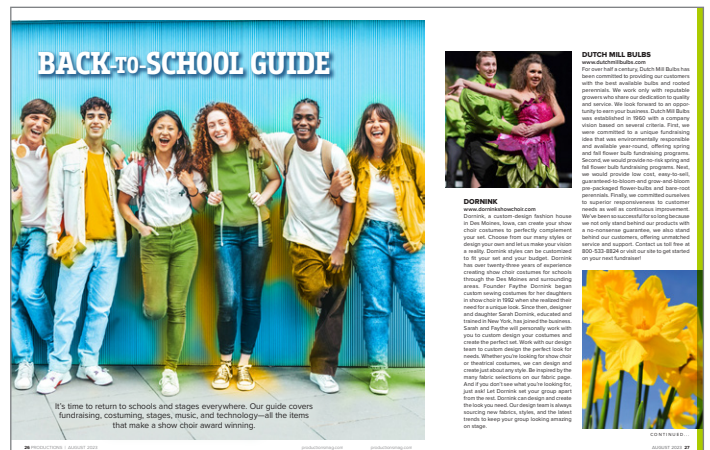 BACK-TO-SCHOOL GUIDE
It's time to return to schools and stages everywhere. Our guide covers
fundraising, costuming, stages, music, and technology—all the items
that make a show choir award winning.
26 PRODUCTIONS | AUGUST 2023
productionsmag.com
DORNINK
www.dorninkshowchoir.com
Dornink, a custom-design fashion house
in Des Moines, Iowa, can create your show
choir costumes to perfectly complement
your set. Choose from our many styles or
design your own and let us make your vision
a reality. Dornink styles can be customized
to fit your set and your budget. Dornink
has over twenty-three years of experience
creating show choir costumes for schools
through the Des Moines and surrounding
areas. Founder Faythe Dornink began
custom sewing costumes for her daughters
in show choir in 1992 when she realized their
need for a unique look. Since then, designer
and daughter Sarah Dornink, educated and
trained in New York, has joined the business.
Sarah and Faythe will personally work with
you to custom design your costumes and
create the perfect set. Work with our design
team to custom design the perfect look for
needs. Whether you're looking for show choir
or theatrical costumes, we can design and
create just about any style. Be inspired by the
many fabric selections on our fabric page.
And if you don't see what you're looking for,
just ask! Let Dornink set your group apart
from the rest. Dornink can design and create
the look you need. Our design team is always
sourcing new fabrics, styles, and the latest
trends to keep your group looking amazing
on stage.
DUTCH MILL BULBS
www.dutchmillbulbs.com
For over half a century, Dutch Mill Bulbs has
been committed to providing our customers
with the best available bulbs and rooted
perennials. We work only with reputable
growers who share our dedication to quality
and service. We look forward to an oppor-
tunity to earn your business. Dutch Mill Bulbs
was established in 1960 with a company
vision based on several criteria. First, we
were committed to a unique fundraising
idea that was environmentally responsible
and available year-round, offering spring
and fall flower bulb fundraising programs.
Second, we would provide no-risk spring and
fall flower bulb fundraising programs. Next,
we would provide low cost, easy-to-sell,
guaranteed-to-bloom-and-grow-and-bloom
pre-packaged flower-bulbs and bare-root
perennials. Finally, we committed ourselves
to superior responsiveness to customer
needs as well as continuous improvement.
We've been so successful for so long because
we not only stand behind our products with
a no-nonsense guarantee, we also stand
behind our customers, offering unmatched
service and support. Contact us toll free at
800-533-8824 or visit our site to get started
on your next fundraiser!
CONTINUED...
productionsmag.com
AUGUST 2023 27